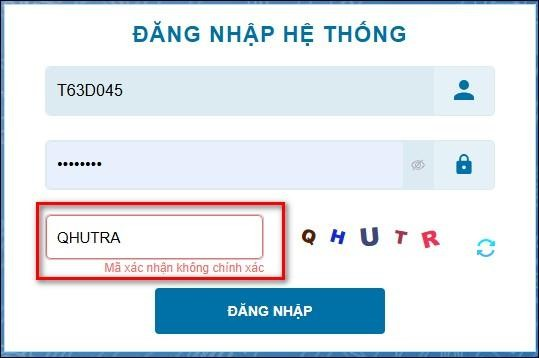 ĐĂNG NHẬP HỆ THỐNG
T63D045
••••••••
QHUTRA
Q H U T R
Mã xác nhận không chính xác
ĐĂNG NHẬP